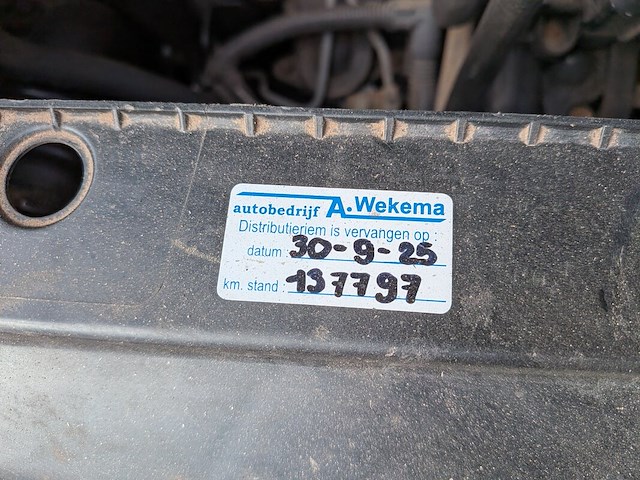 autobedrijf A.Wekema
Distributieriem is vervangen op :
datum : 30-9-25
km. stand : 137797